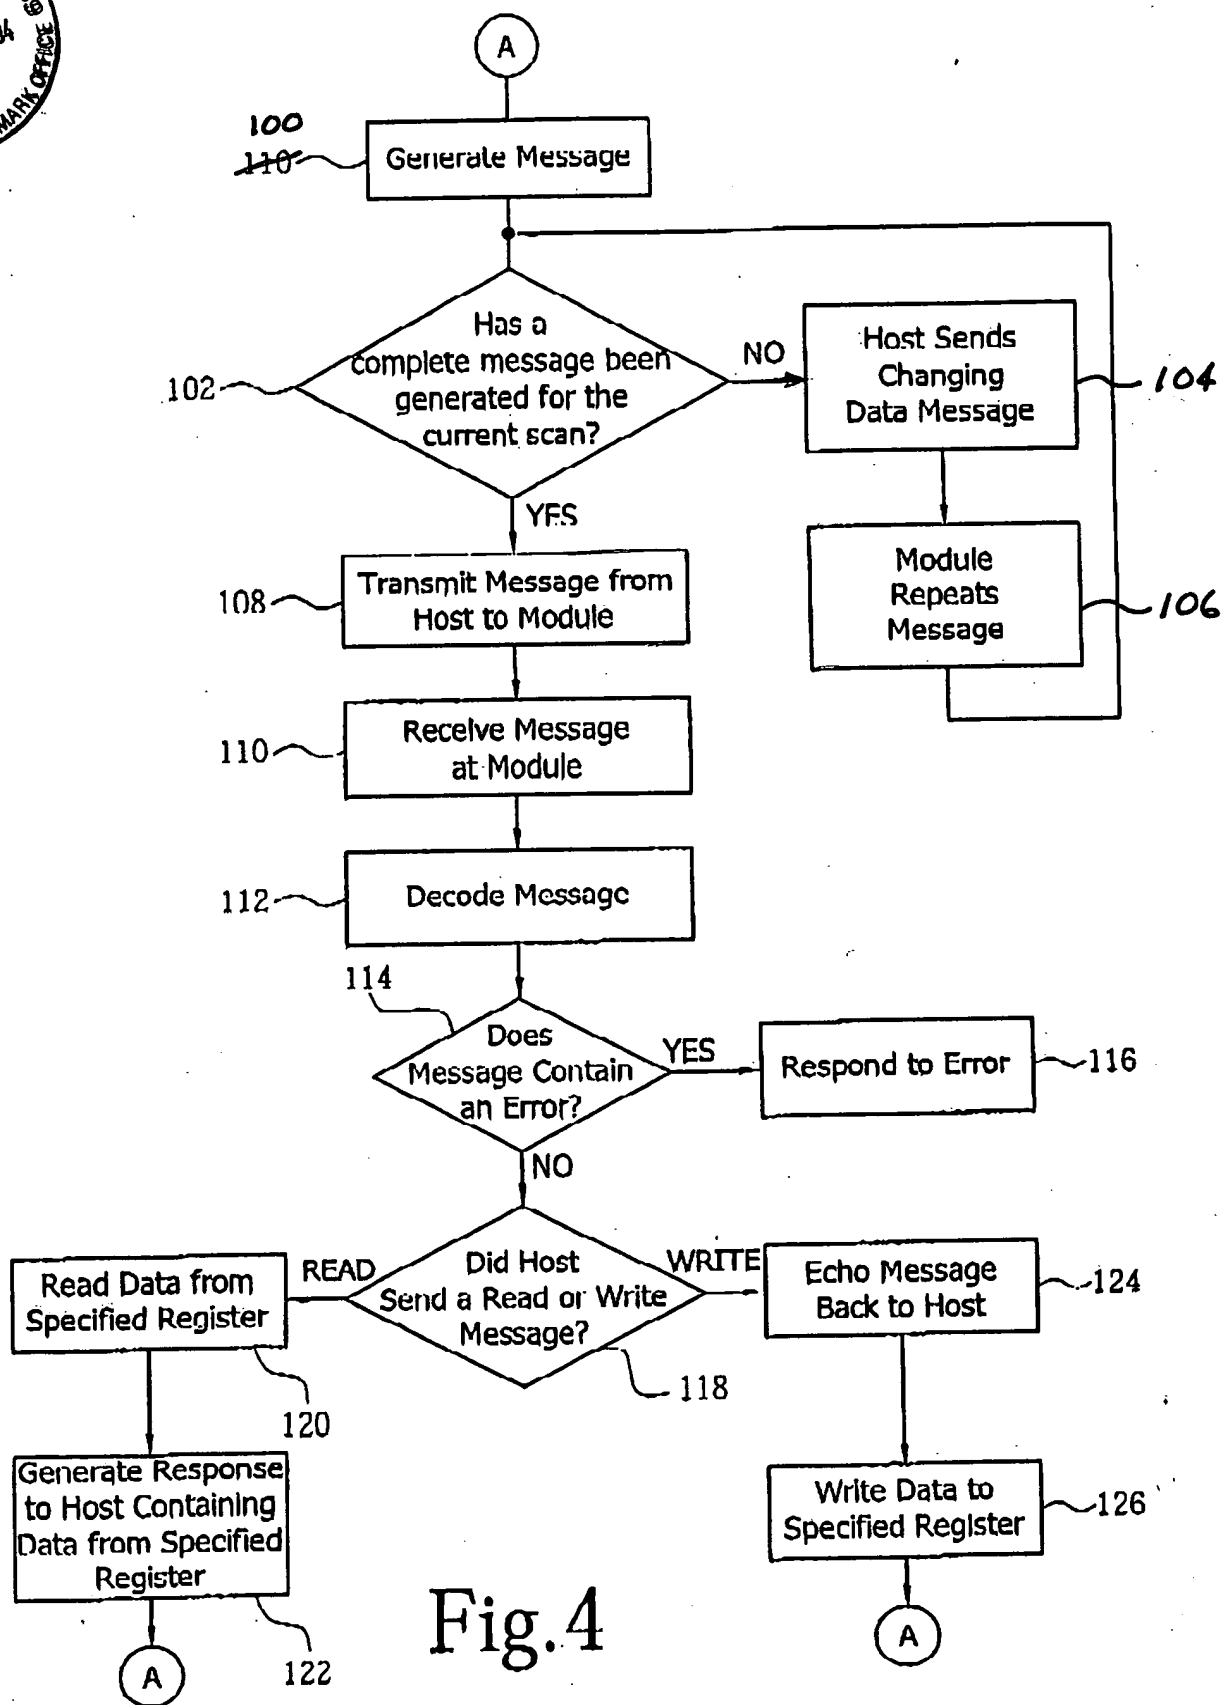 MARK OFFICE
A
100
110
Generate Message
Has a
complete message been
generated for the
current scan?
102
NO
Host Sends
Changing
Data Message
104
YES
Module
Repeats
Message
106
Transmit Message from
Host to Module
108
Receive Message
at Module
110
Decode Message
112
114
Does
Message Contain
an Error?
YES
Respond to Error
116
NO
Did Host
Send a Read or Write
Message?
118
READ
WRITE
Read Data from
Specified Register
120
Echo Message
Back to Host
124
Generate Response
to Host Containing
Data from Specified
Register
122
Write Data to
Specified Register
126
A
A
Fig.4